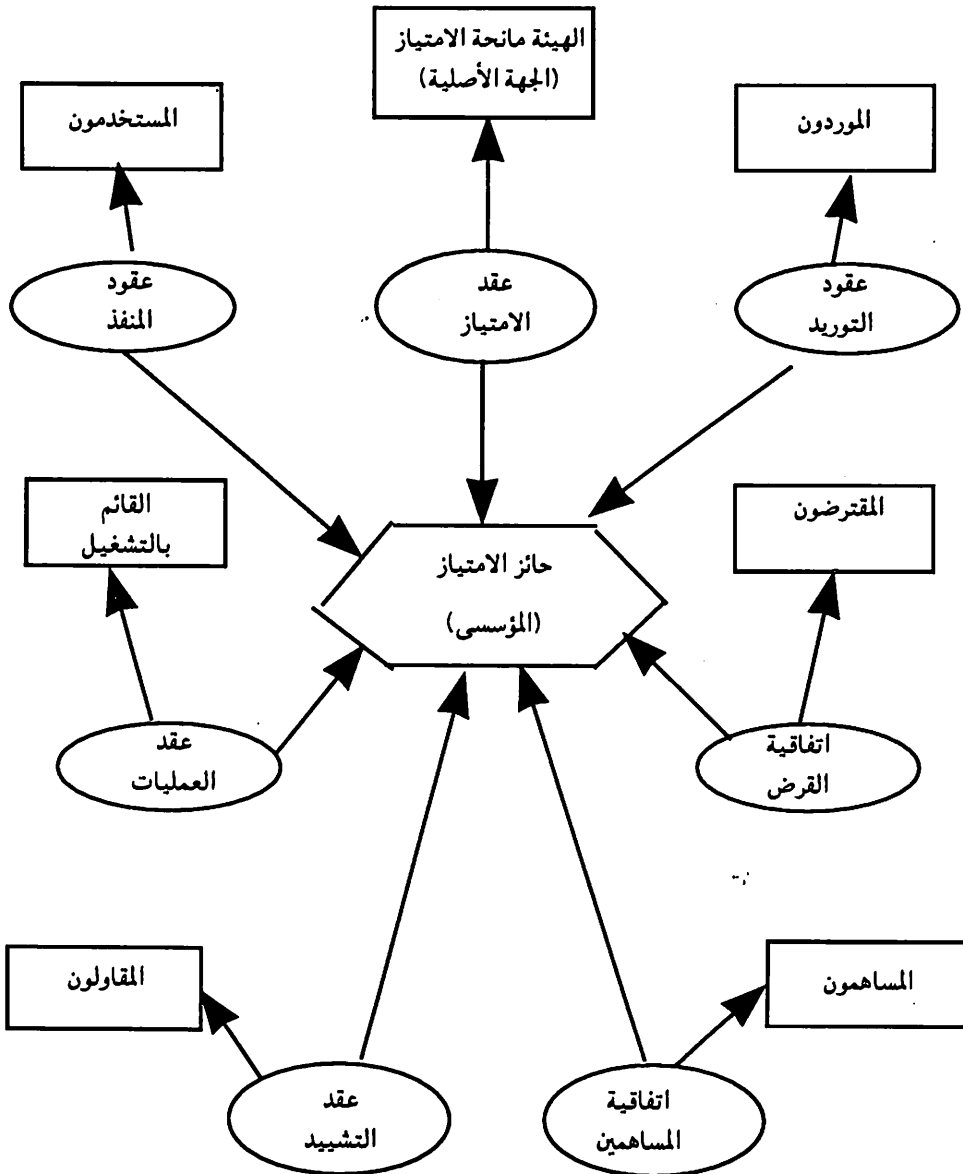 الهيئة مانحة الامتياز
(الجهة الأصلية)
الموردون
المستخدمون
عقود
التوريد
عقد
الامتياز
عقود
المنفذ
المقترضون
القائم
بالتشغيل
حائز الامتياز
(المؤسسى)
اتفاقية
القرض
عقد
العمليات
المساهمون
المقاولون
اتفاقية
المساهمين
عقد
التشييد